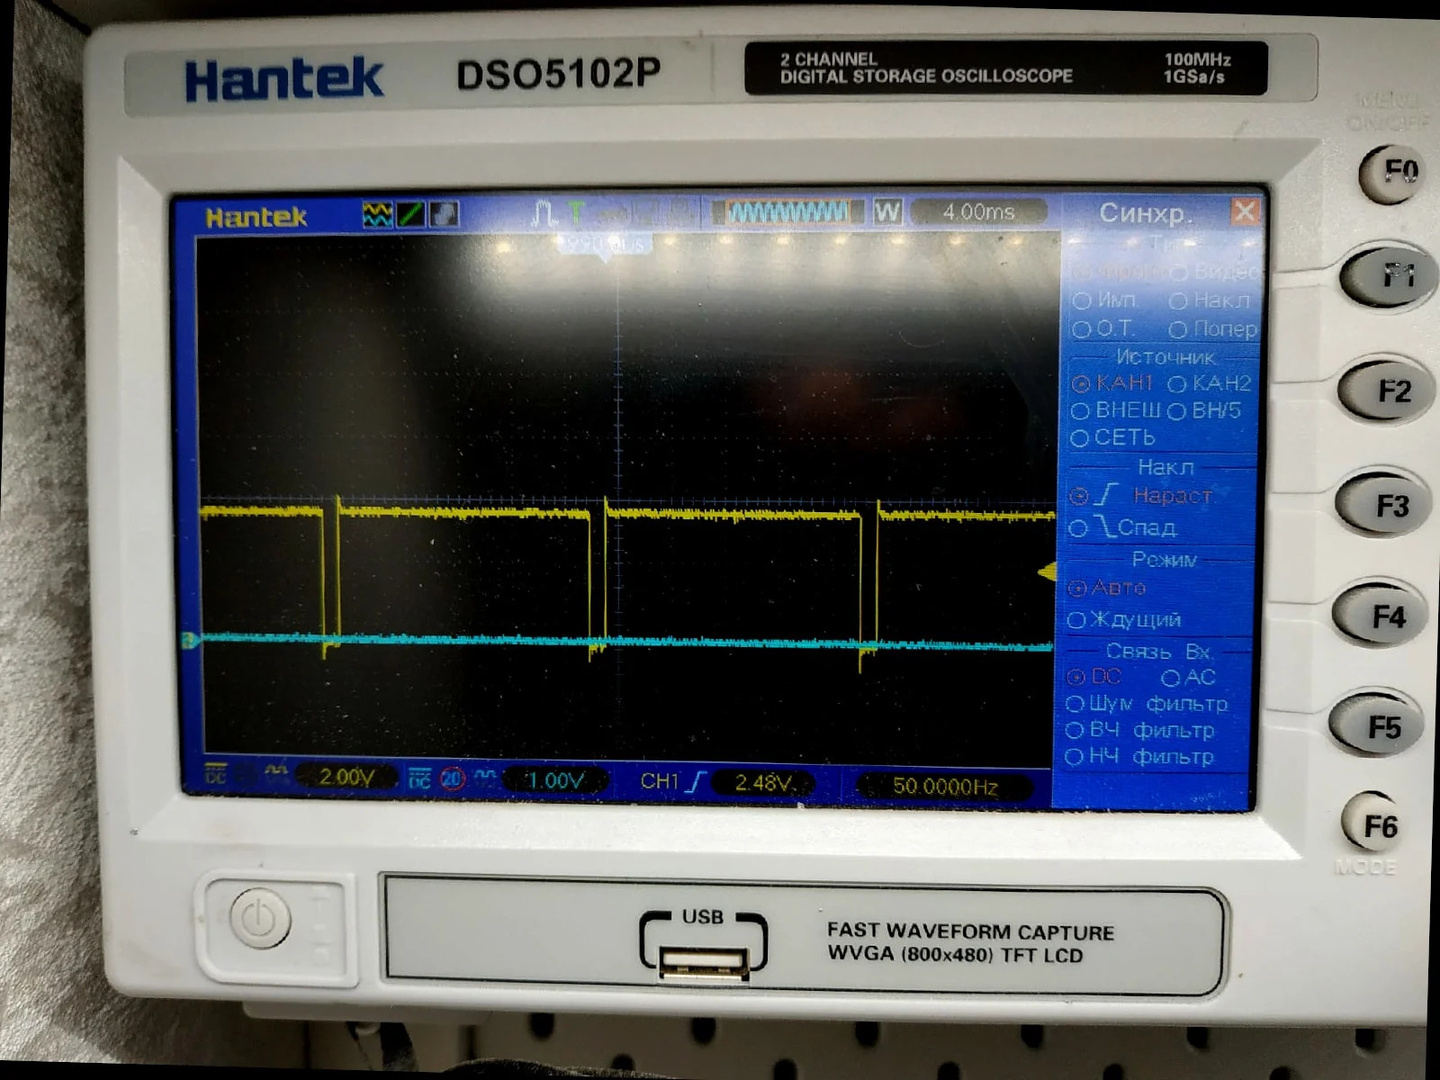 Hantek DSO5102P 2 CHANNEL 100MHz
DIGITAL STORAGE OSCILLOSCOPE 1GSa/s
MENU
ON/OFF
F0
Hantek T W 4.00ms Синхр. X
F1
Видео
Имп. Накл
О.Т. Попер
Источник
КАН1 КАН2
F2
ВНЕШ ВН/5
СЕТЬ
Накл
Нараст
F3
Спад
Режим
Авто
Ждущий
F4
Связь Вх.
DC AC
Шум фильтр
F5
ВЧ фильтр
НЧ фильтр
DC 2.00V DC 20 1.00V CH1 2.48V 50.0000Hz
F6
MODE
USB
FAST WAVEFORM CAPTURE
WVGA (800x480) TFT LCD